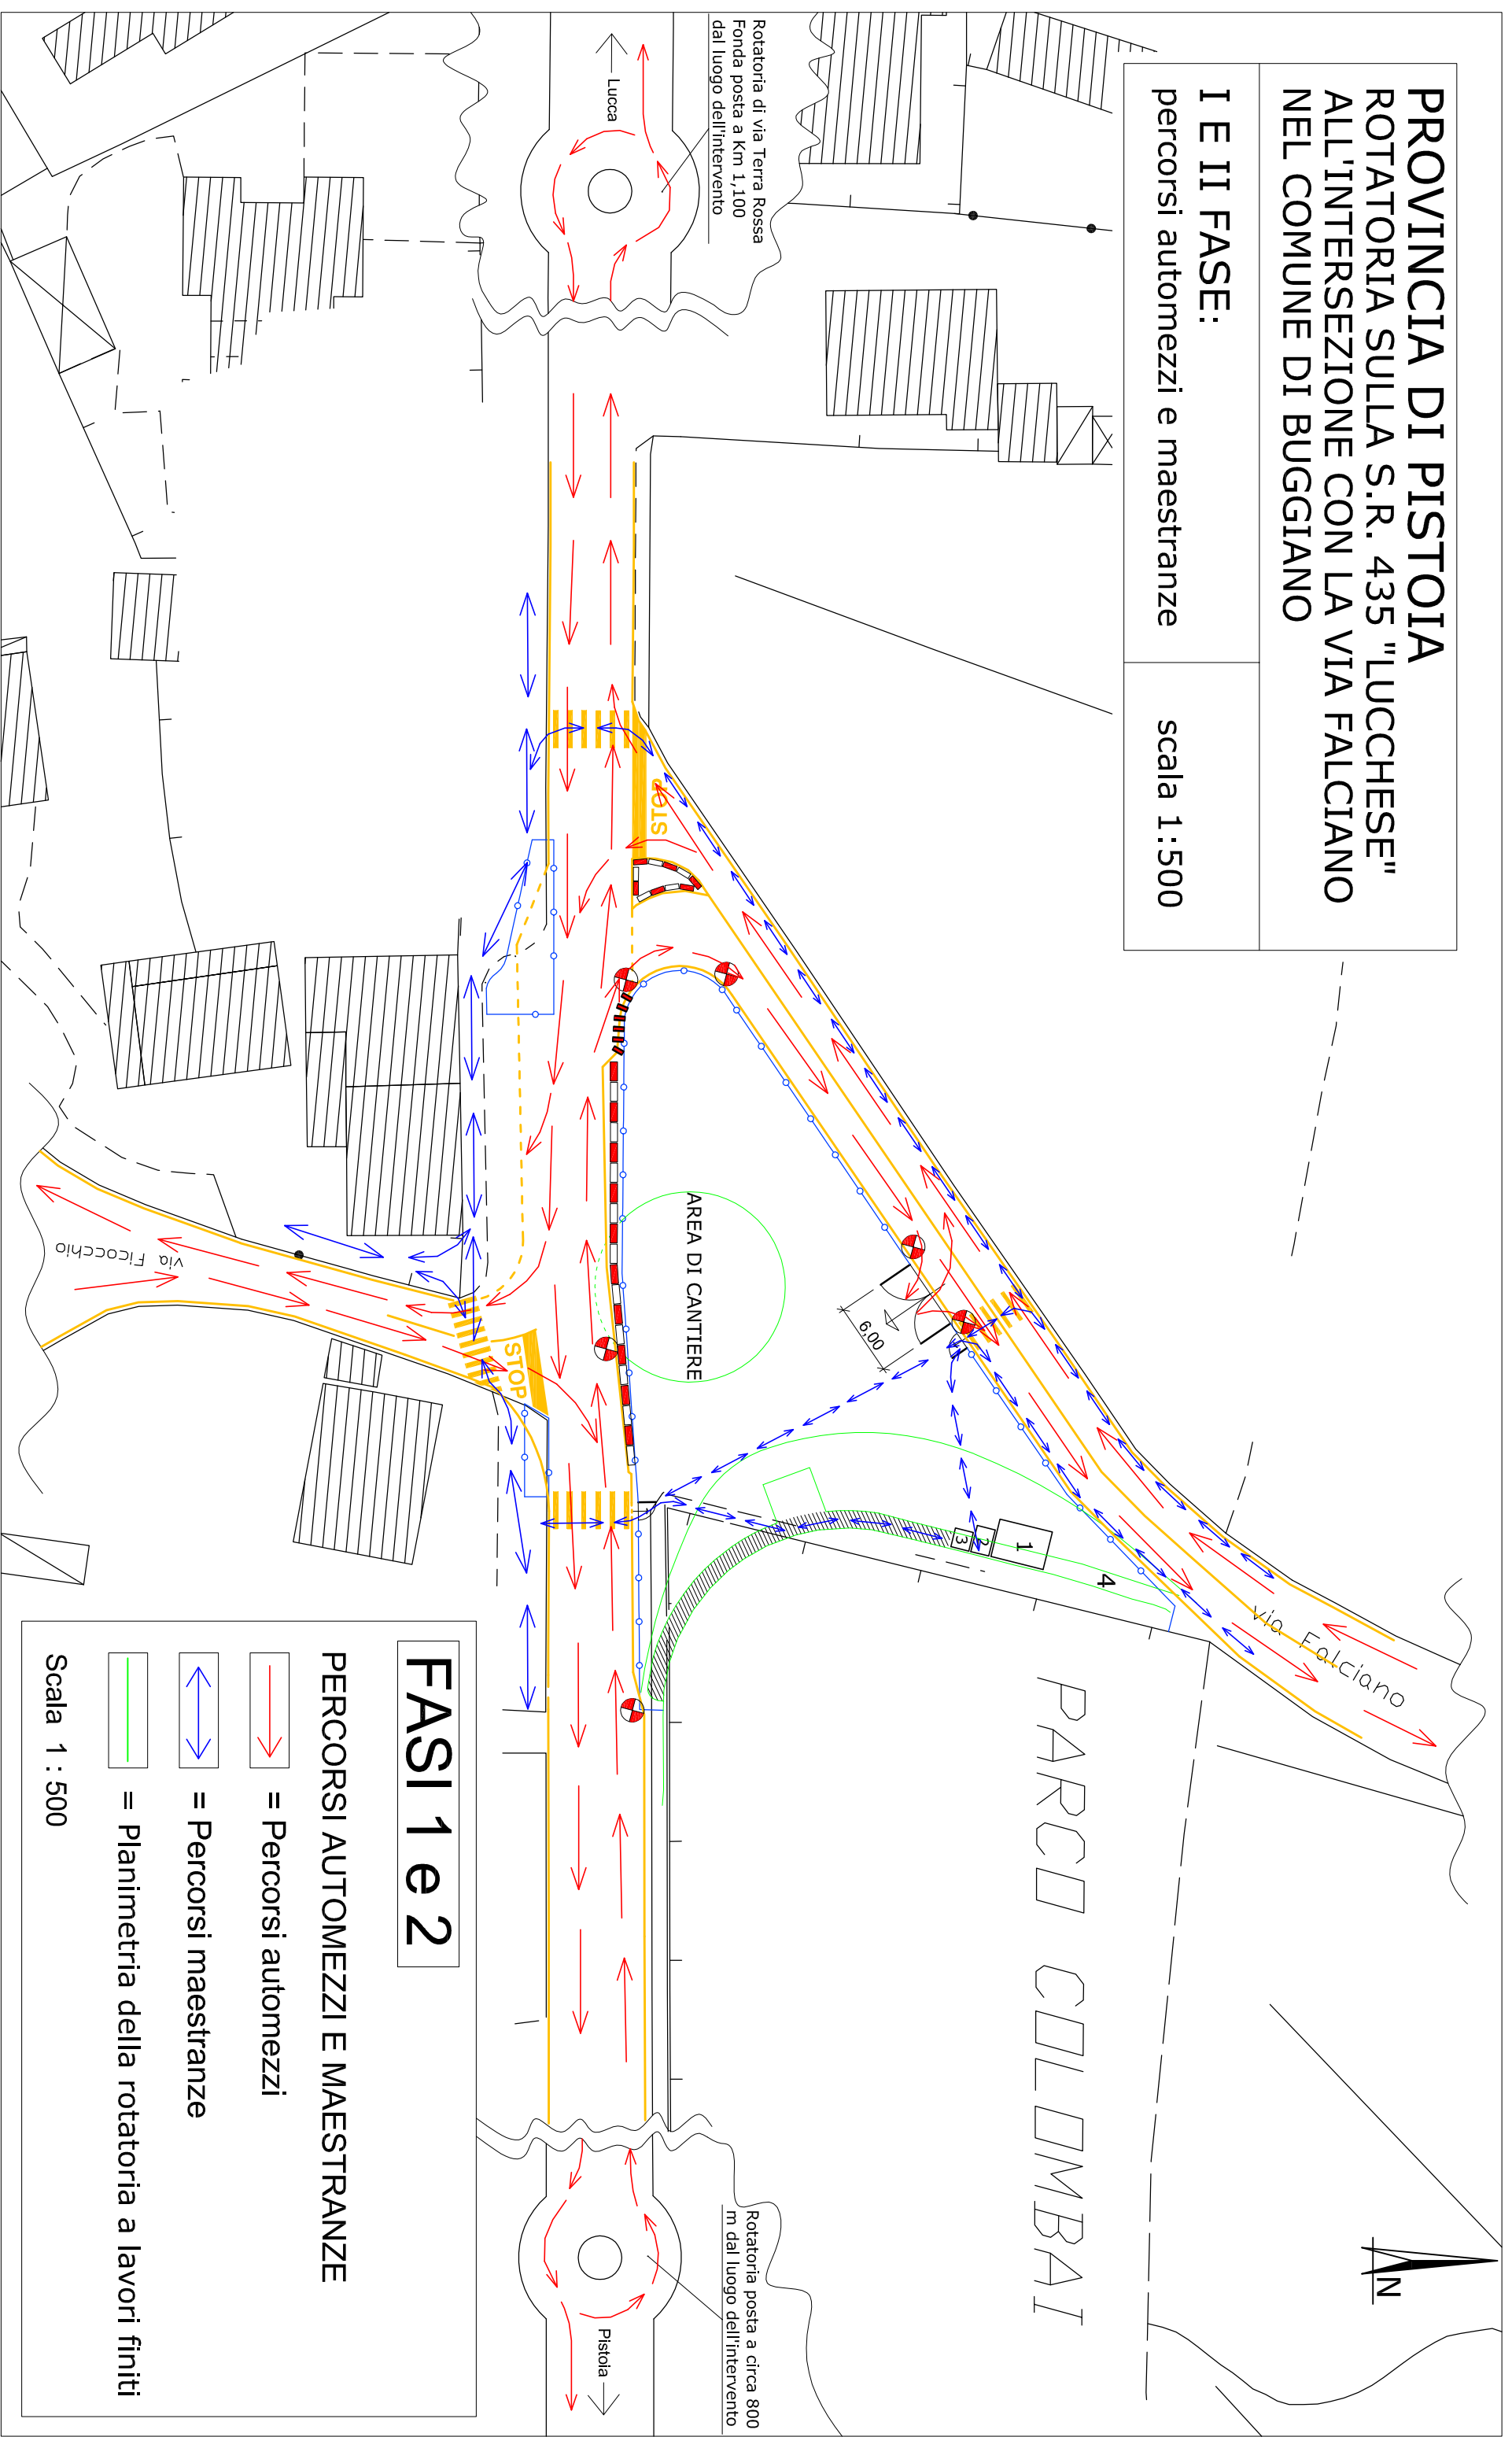 PROVINCIA DI PISTOIA
ROTATORIA SULLA S.R. 435 "LUCCHESE"
ALL'INTERSEZIONE CON LA VIA FALCIANO
NEL COMUNE DI BUGGIANO
I E II FASE:
percorsi automezzi e maestranze
scala 1:500
Rotatoria di via Terra Rossa
Fonda posta a Km 1,100
dal luogo dell'intervento
Lucca
STOP
AREA DI CANTIERE
6,00
1
2
3
4
1
via Falciano
via Ficocchio
STOP
PARCO COLOMBAI
N
Rotatoria posta a circa 800
m dal luogo dell'intervento
Pistoia
FASI 1 e 2
PERCORSI AUTOMEZZI E MAESTRANZE
= Percorsi automezzi
= Percorsi maestranze
= Planimetria della rotatoria a lavori finiti
Scala 1 : 500